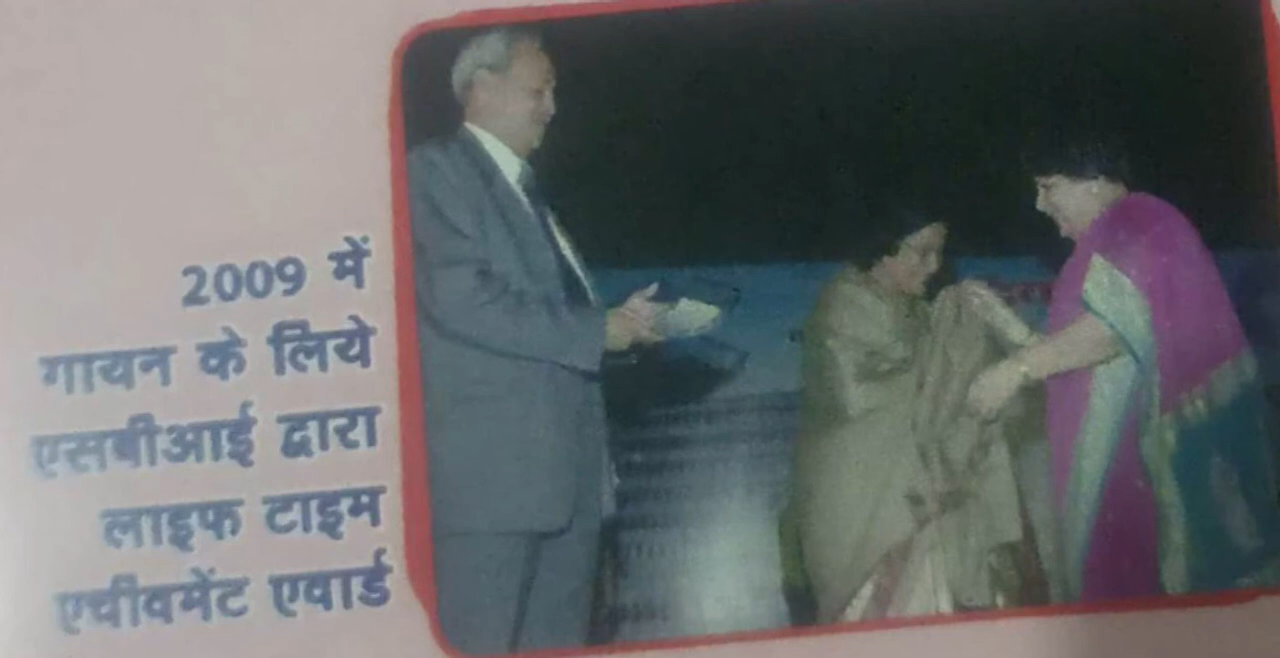 2009 में
गायन के लिये
एसबीआई द्वारा
लाइफ टाइम
एचीवमेंट एवार्ड